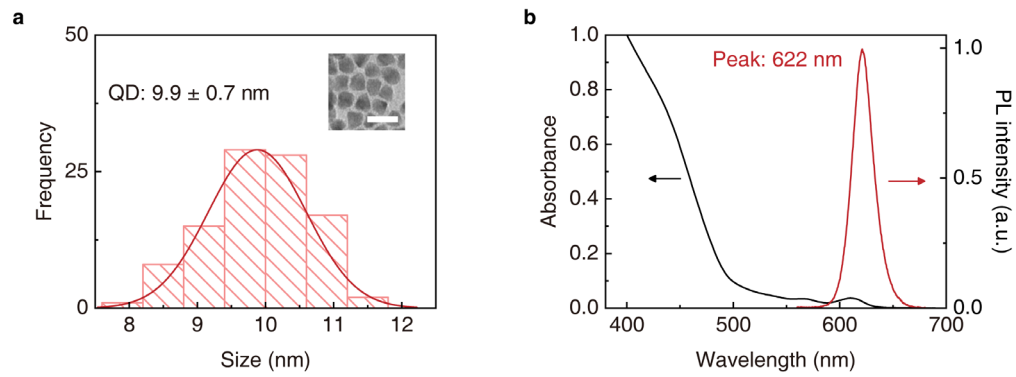 a
50
25
0
Frequency
QD: 9.9 ± 0.7 nm
8 9 10 11 12
Size (nm)
b
1.0
0.8
0.6
0.4
0.2
0.0
Absorbance
Peak: 622 nm
1.0
0.5
0.0
PL intensity (a.u.)
400 500 600 700
Wavelength (nm)